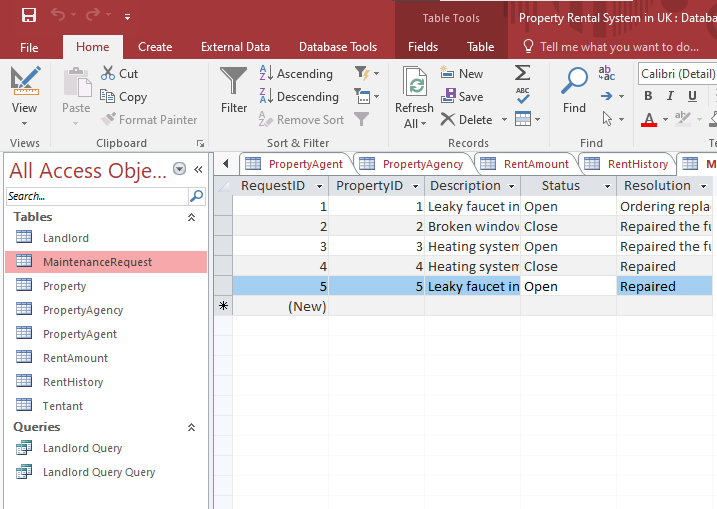 Table Tools
Property Rental System in UK : Databa
File
Home
Create
External Data
Database Tools
Fields
Table
Tell me what you want to do...
View
Views
Paste
Cut
Copy
Format Painter
Clipboard
Filter
Ascending
Descending
Remove Sort
Sort & Filter
Refresh
All
New
Save
Delete
Records
ABC
Find
ab
ac
Find
Calibri (Detail)
B I U
A
ab
Te
All Access Obje...
Search...
Tables
Landlord
MaintenanceRequest
Property
PropertyAgency
PropertyAgent
RentAmount
RentHistory
Tentant
Queries
Landlord Query
Landlord Query Query
PropertyAgent PropertyAgency RentAmount RentHistory M
RequestID PropertyID Description Status Resolution
1 1 Leaky faucet in Open Ordering repla
2 2 Broken window Close Repaired the fu
3 3 Heating system Open Repaired the fu
4 4 Heating system Close Repaired
5 5 Leaky faucet in Open Repaired
(New)